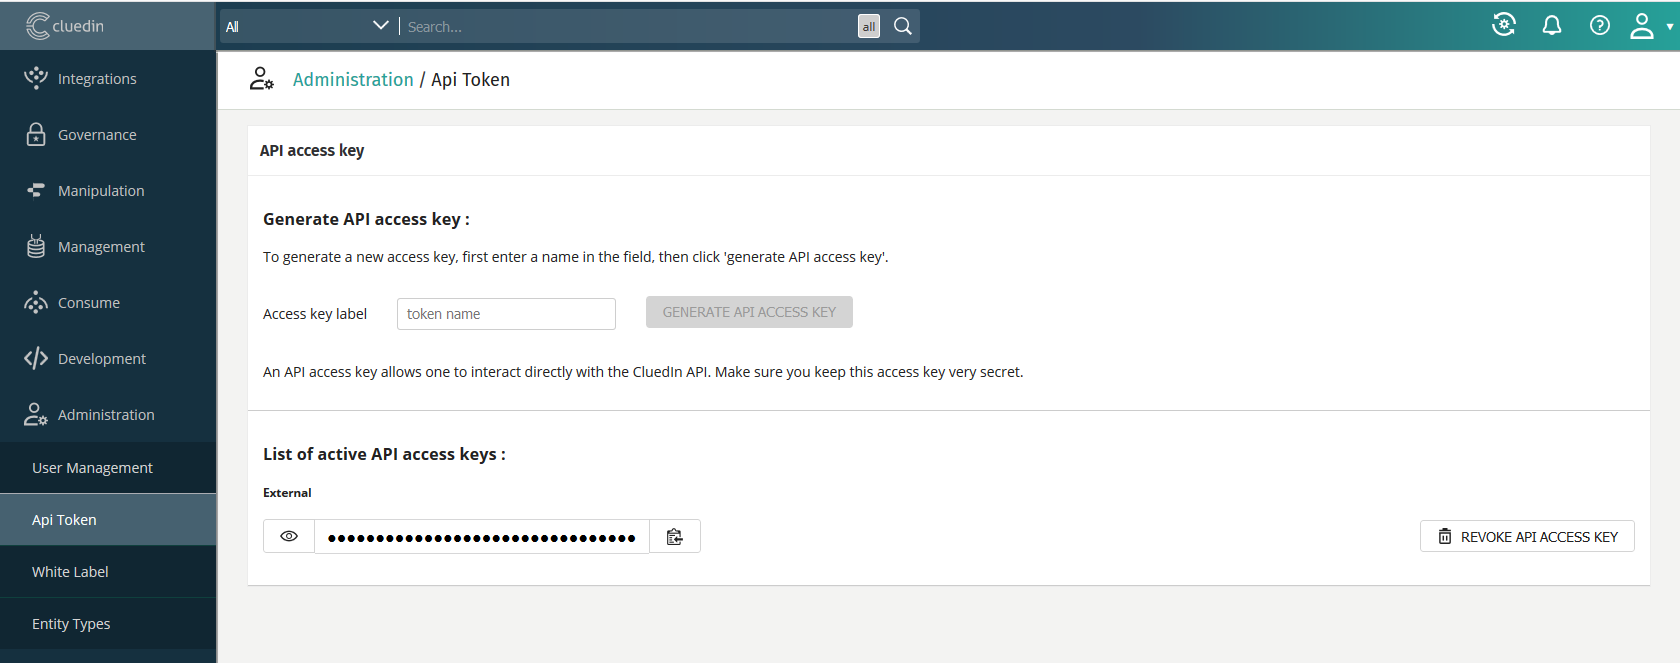 cluedin
All
Search...
all
Integrations
Governance
Manipulation
Management
Consume
Development
Administration
User Management
Api Token
White Label
Entity Types
Administration / Api Token
API access key
Generate API access key :
To generate a new access key, first enter a name in the field, then click 'generate API access key'.
Access key label
token name
GENERATE API ACCESS KEY
An API access key allows one to interact directly with the CluedIn API. Make sure you keep this access key very secret.
List of active API access keys :
External
REVOKE API ACCESS KEY